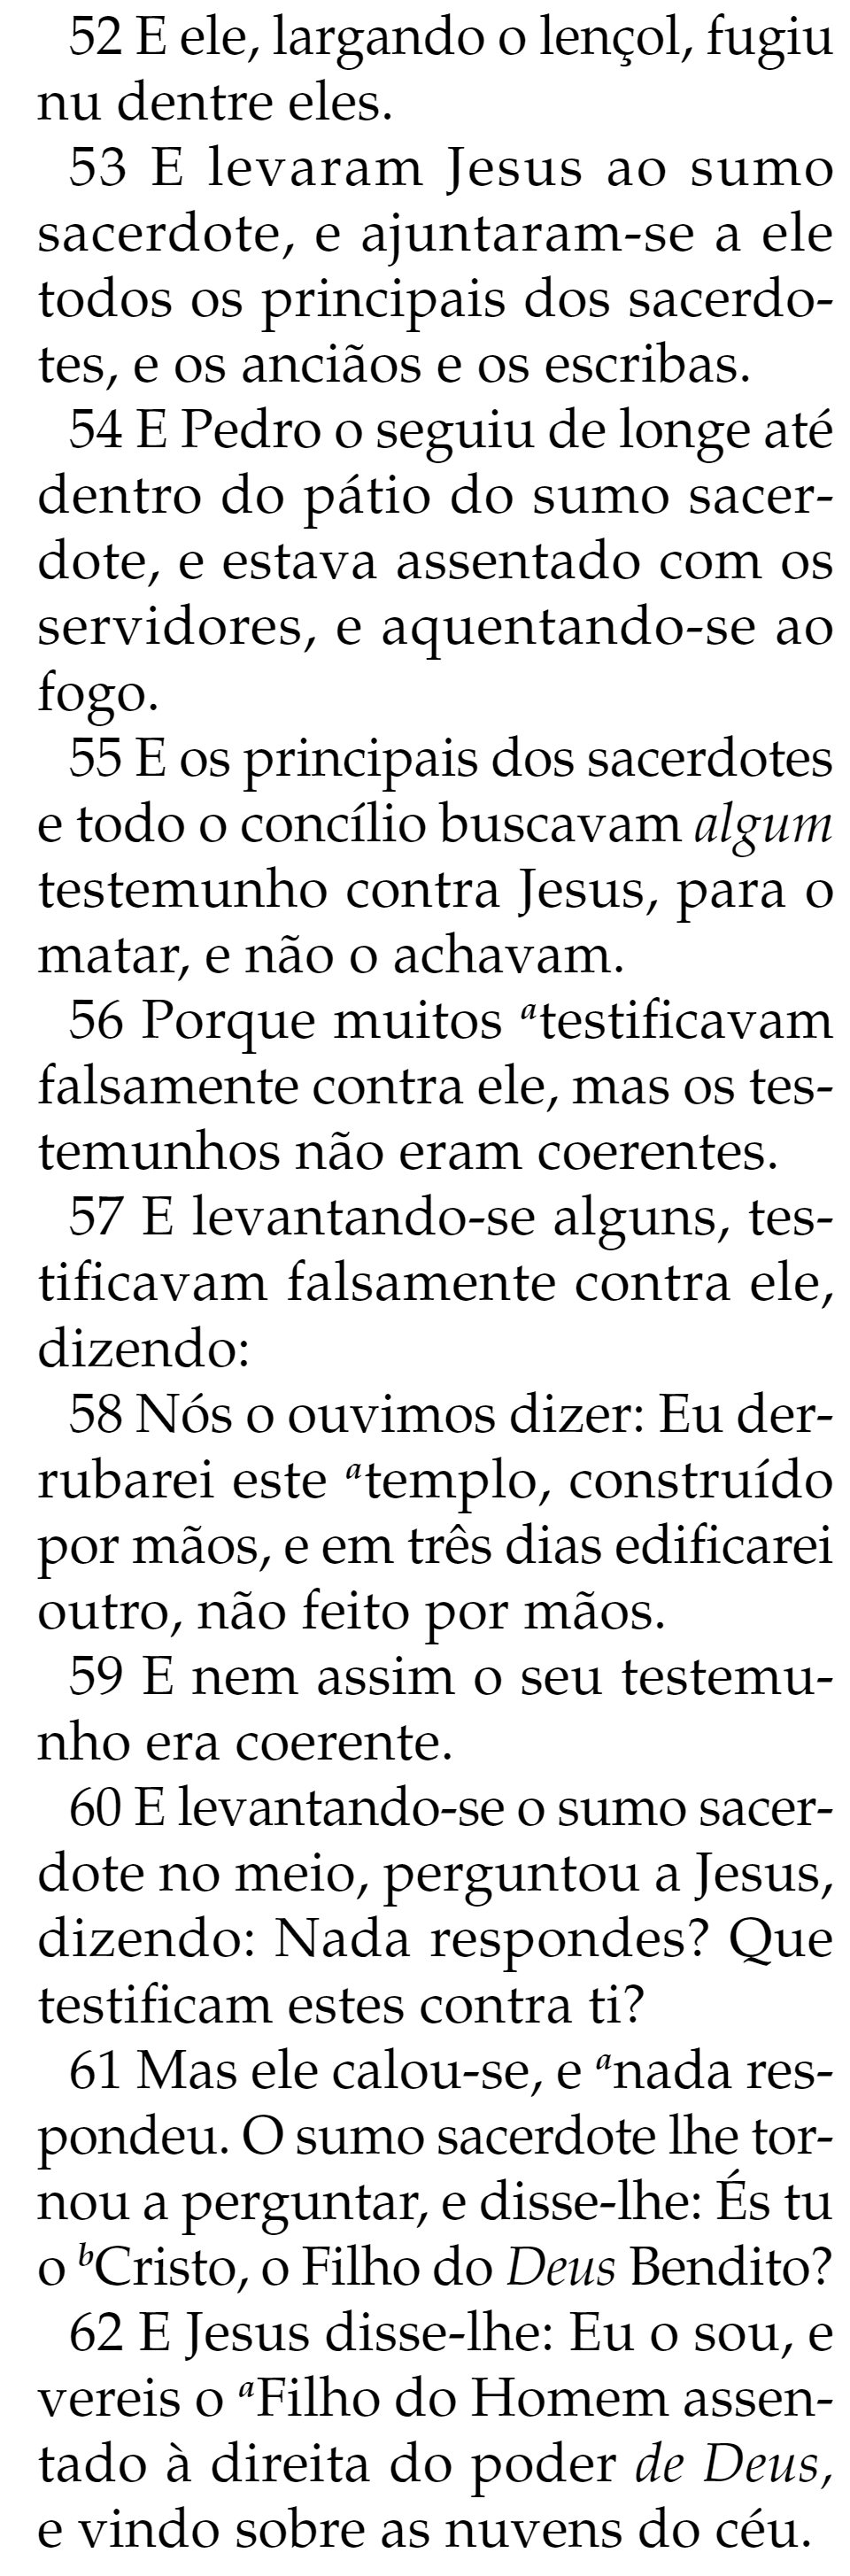 52 E ele, largando o lençol, fugiu
nu dentre eles.
53 E levaram Jesus ao sumo
sacerdote, e ajuntaram-se a ele
todos os principais dos sacerdo-
tes, e os anciãos e os escribas.
54 E Pedro o seguiu de longe até
dentro do pátio do sumo sacer-
dote, e estava assentado com os
servidores, e aquentando-se ao
fogo.
55 E os principais dos sacerdotes
e todo o concílio buscavam algum
testemunho contra Jesus, para o
matar, e não o achavam.
56 Porque muitos atestificavam
falsamente contra ele, mas os tes-
temunhos não eram coerentes.
57 E levantando-se alguns, tes-
tificavam falsamente contra ele,
dizendo:
58 Nós o ouvimos dizer: Eu der-
rubarei este atemplo, construído
por mãos, e em três dias edificarei
outro, não feito por mãos.
59 E nem assim o seu testemu-
nho era coerente.
60 E levantando-se o sumo sacer-
dote no meio, perguntou a Jesus,
dizendo: Nada respondes? Que
testificam estes contra ti?
61 Mas ele calou-se, e anada res-
pondeu. O sumo sacerdote lhe tor-
nou a perguntar, e disse-lhe: És tu
o bCristo, o Filho do Deus Bendito?
62 E Jesus disse-lhe: Eu o sou, e
vereis o aFilho do Homem assen-
tado à direita do poder de Deus,
e vindo sobre as nuvens do céu.